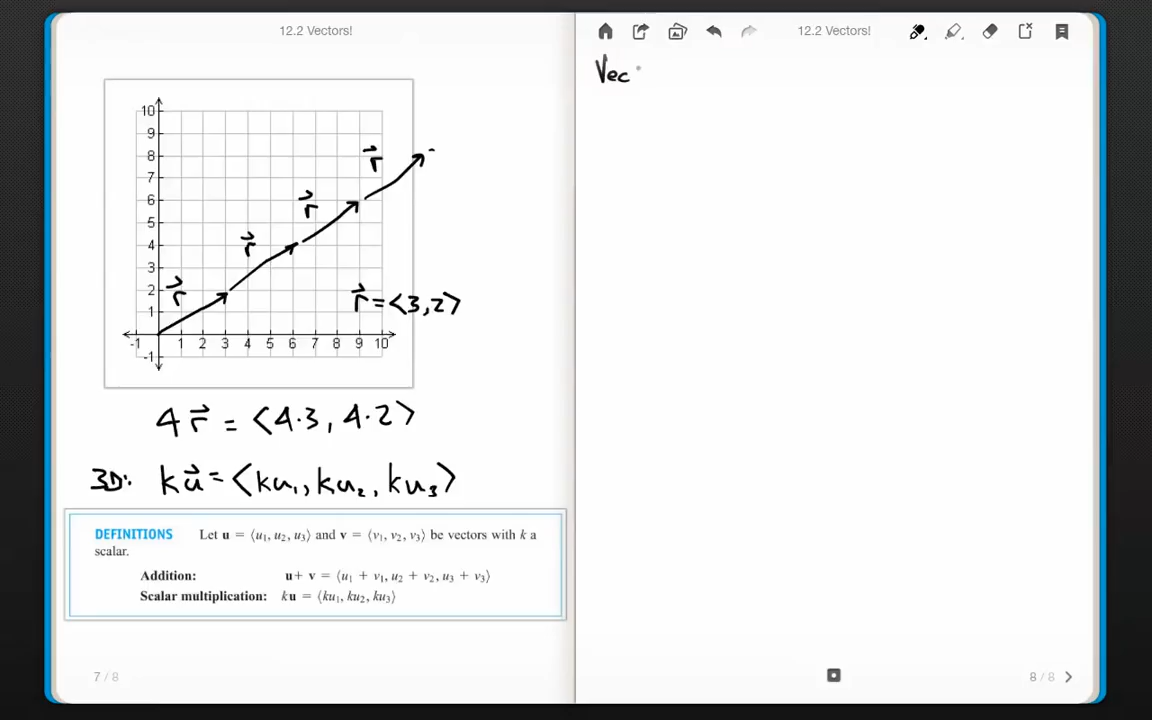 12.2 Vectors!
12.2 Vectors!
Vec
10
9
8
7
6
5
4
3
2
1
-1 1 2 3 4 5 6 7 8 9 10
-1
r⃗
r⃗
r⃗
r⃗
r⃗ = ⟨3,2⟩
4r⃗ = ⟨4·3, 4·2⟩
3D: ku⃗ = ⟨ku₁, ku₂, ku₃⟩
DEFINITIONS Let u = ⟨u₁, u₂, u₃⟩ and v = ⟨v₁, v₂, v₃⟩ be vectors with k a
scalar.
Addition: u+ v = ⟨u₁ + v₁, u₂ + v₂, u₃ + v₃⟩
Scalar multiplication: ku = ⟨ku₁, ku₂, ku₃⟩
7 / 8
8 / 8